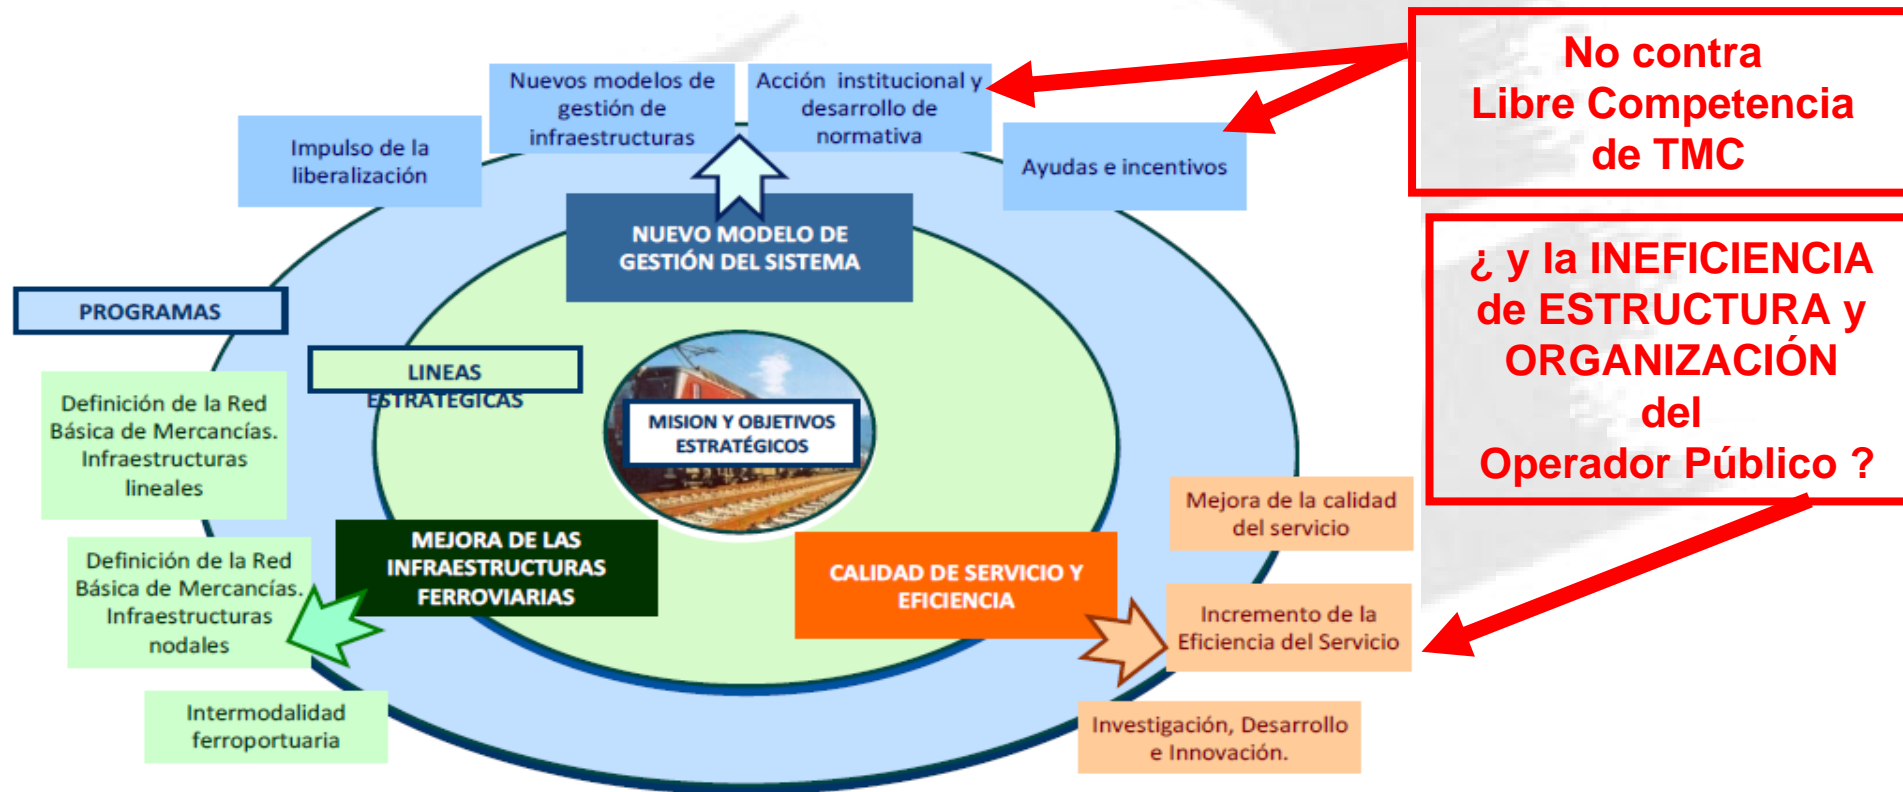 Nuevos modelos de
gestión de
infraestructuras
Acción institucional y
desarrollo de
normativa
Impulso de la
liberalización
Ayudas e incentivos
No contra
Libre Competencia
de TMC
NUEVO MODELO DE
GESTIÓN DEL SISTEMA
¿ y la INEFICIENCIA
de ESTRUCTURA y
ORGANIZACIÓN
del
Operador Público ?
PROGRAMAS
LINEAS
ESTRATEGICAS
MISION Y OBJETIVOS
ESTRATÉGICOS
Definición de la Red
Básica de Mercancías.
Infraestructuras
lineales
Definición de la Red
Básica de Mercancías.
Infraestructuras
nodales
Intermodalidad
ferroportuaria
MEJORA DE LAS
INFRAESTRUCTURAS
FERROVIARIAS
CALIDAD DE SERVICIO Y
EFICIENCIA
Mejora de la calidad
del servicio
Incremento de la
Eficiencia del Servicio
Investigación, Desarrollo
e Innovación.